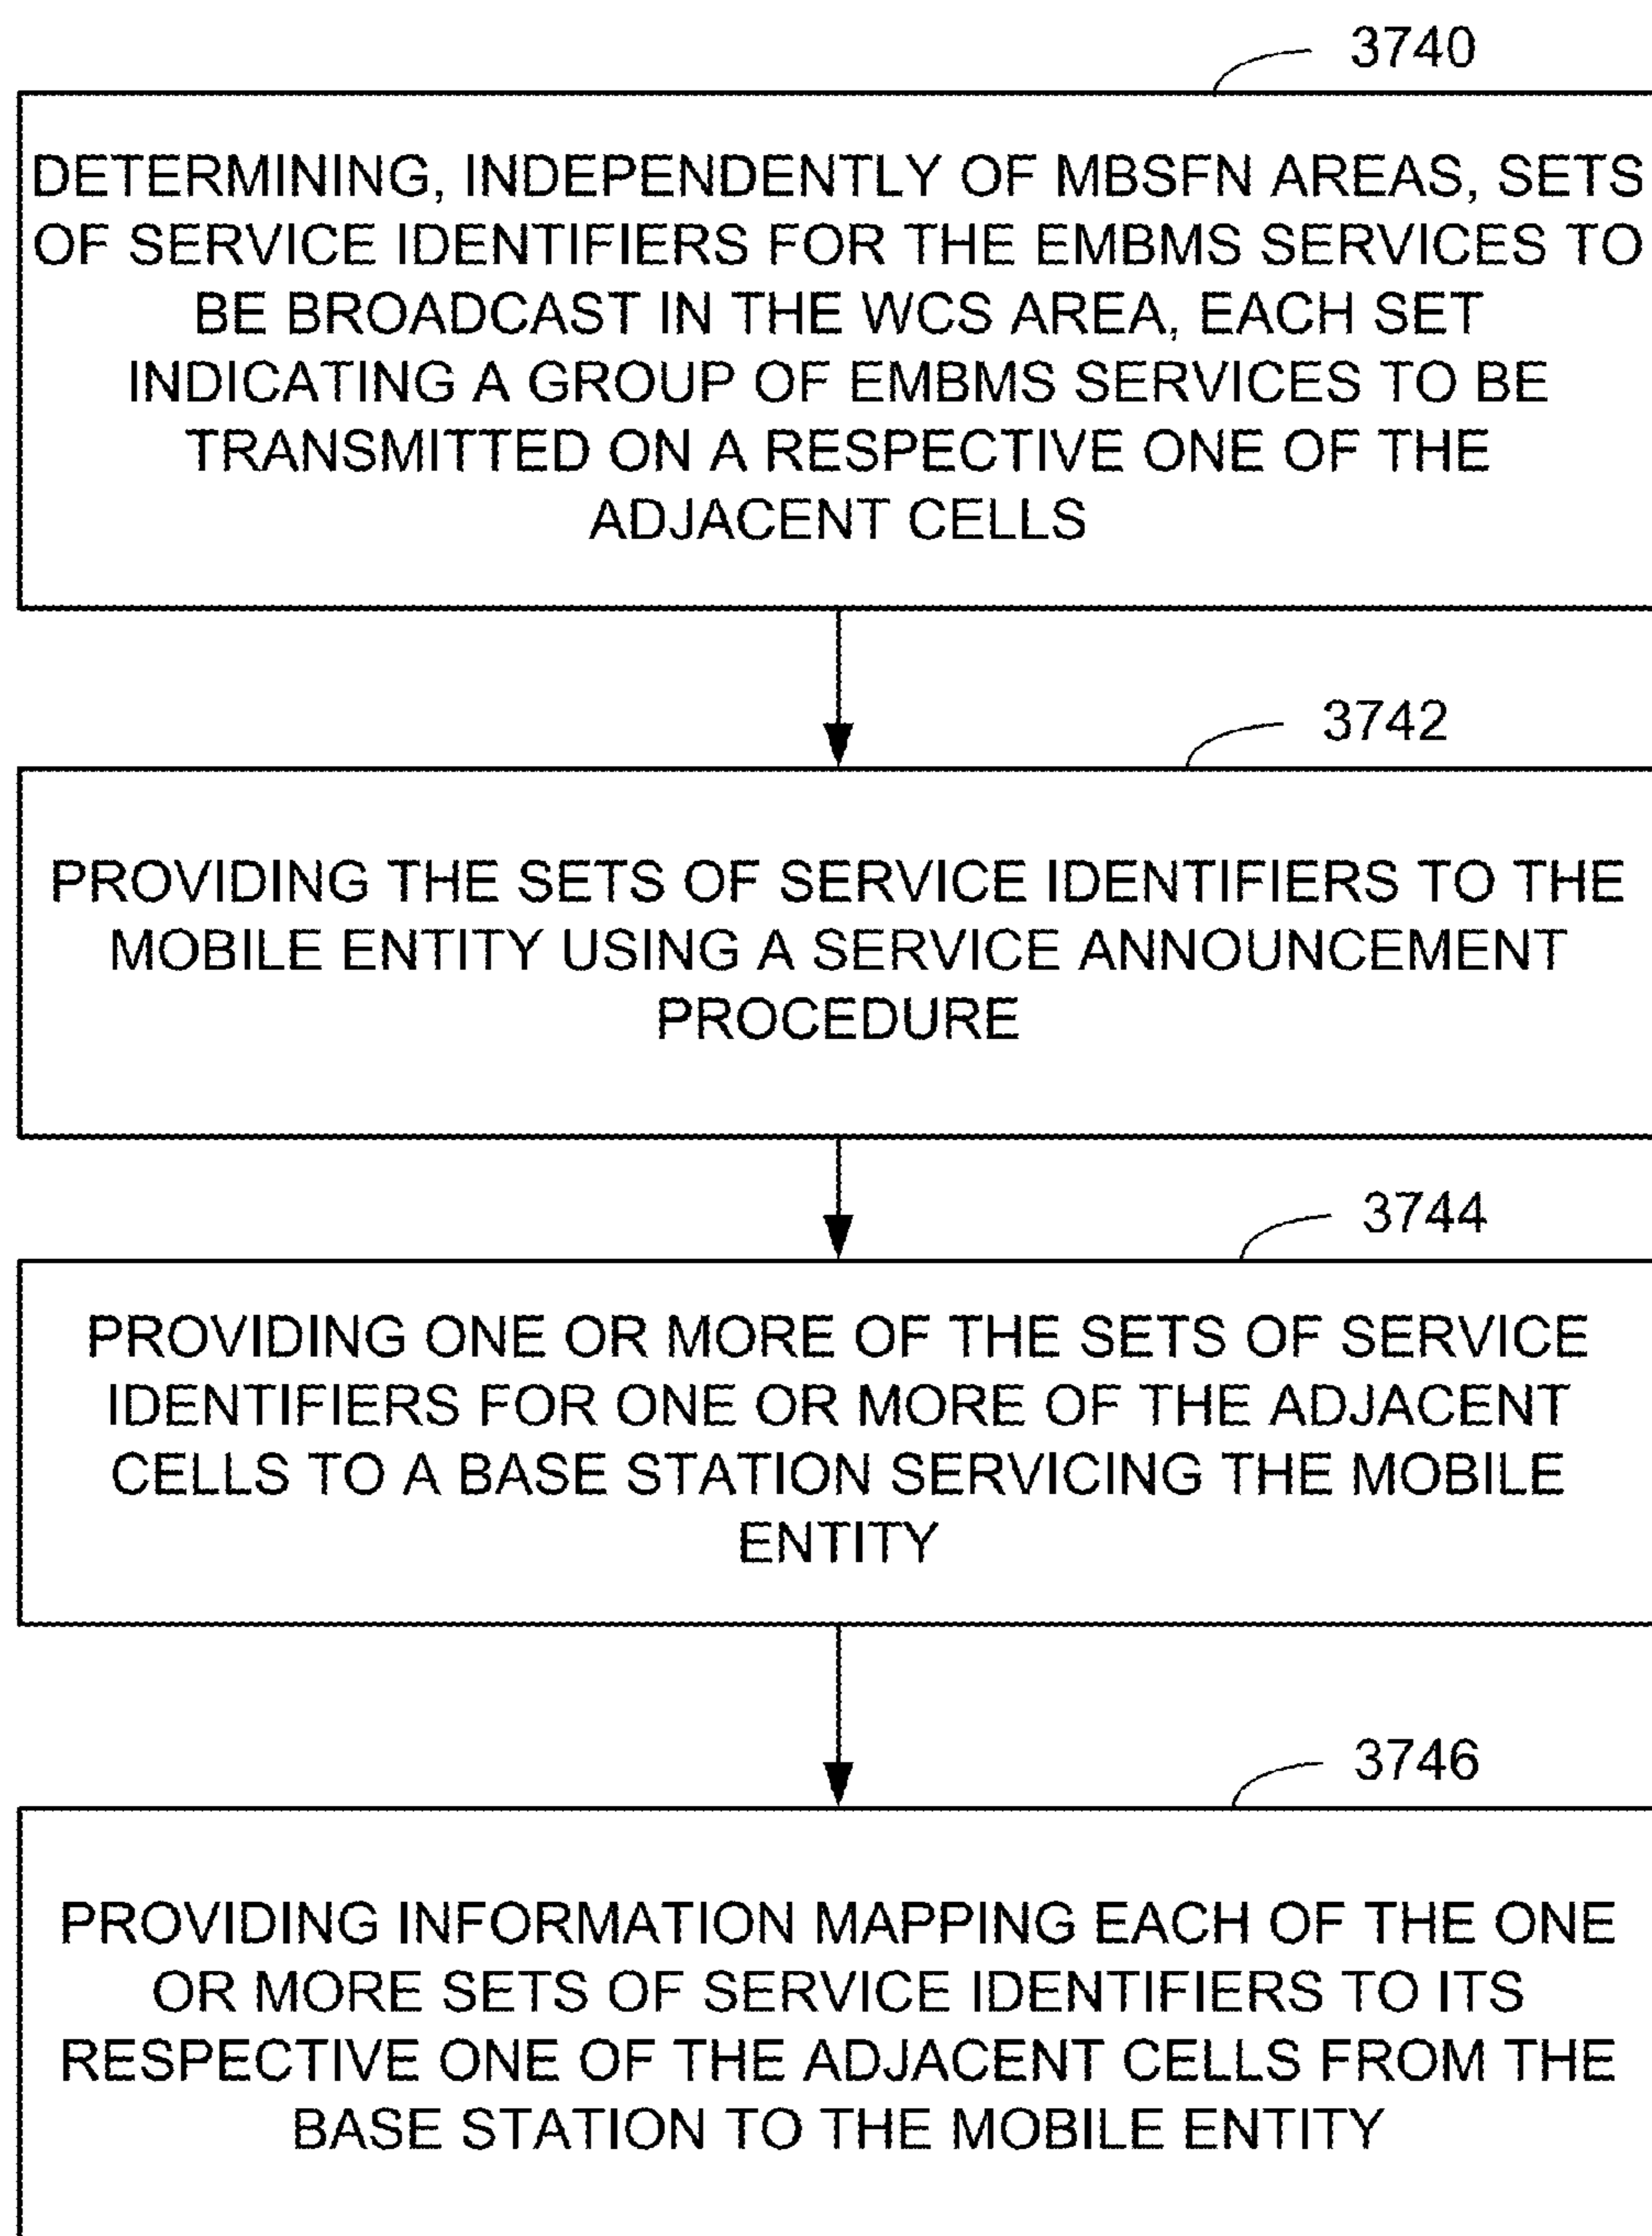 3740
DETERMINING, INDEPENDENTLY OF MBSFN AREAS, SETS
OF SERVICE IDENTIFIERS FOR THE EMBMS SERVICES TO
BE BROADCAST IN THE WCS AREA, EACH SET
INDICATING A GROUP OF EMBMS SERVICES TO BE
TRANSMITTED ON A RESPECTIVE ONE OF THE
ADJACENT CELLS
3742
PROVIDING THE SETS OF SERVICE IDENTIFIERS TO THE
MOBILE ENTITY USING A SERVICE ANNOUNCEMENT
PROCEDURE
3744
PROVIDING ONE OR MORE OF THE SETS OF SERVICE
IDENTIFIERS FOR ONE OR MORE OF THE ADJACENT
CELLS TO A BASE STATION SERVICING THE MOBILE
ENTITY
3746
PROVIDING INFORMATION MAPPING EACH OF THE ONE
OR MORE SETS OF SERVICE IDENTIFIERS TO ITS
RESPECTIVE ONE OF THE ADJACENT CELLS FROM THE
BASE STATION TO THE MOBILE ENTITY